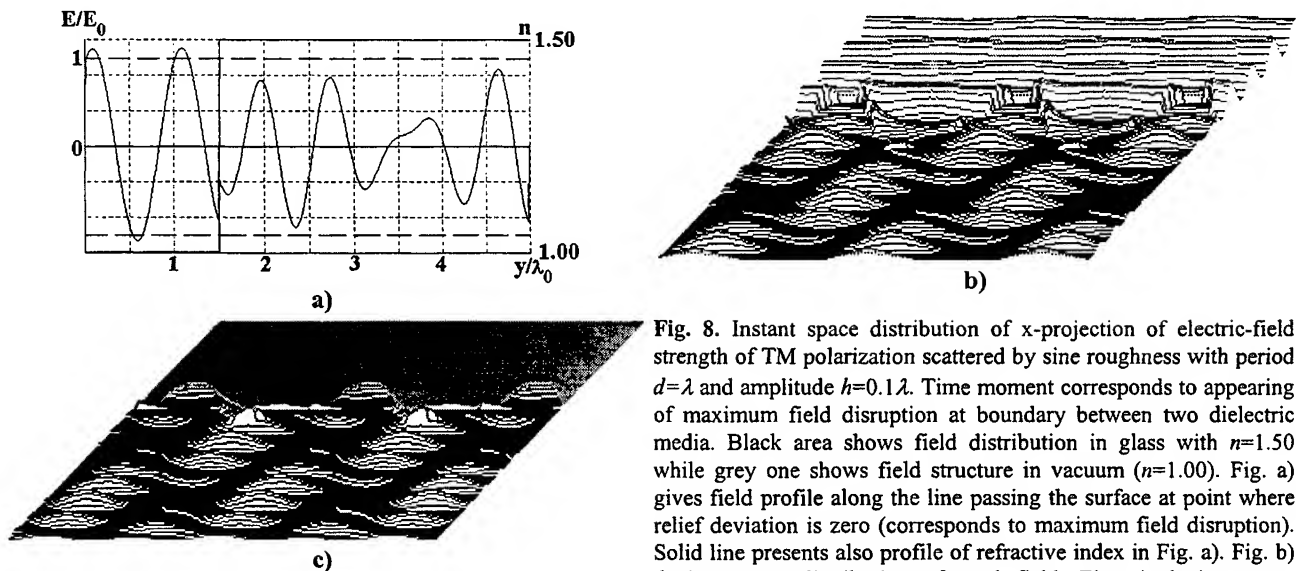 E/E0 n 1.50
1
0
1.00
1 2 3 4 y/λ0
a)
b)
c)
Fig. 8. Instant space distribution of x-projection of electric-field
strength of TM polarization scattered by sine roughness with period
d=λ and amplitude h=0.1λ. Time moment corresponds to appearing
of maximum field disruption at boundary between two dielectric
media. Black area shows field distribution in glass with n=1.50
while grey one shows field structure in vacuum (n=1.00). Fig. a)
gives field profile along the line passing the surface at point where
relief deviation is zero (corresponds to maximum field disruption).
Solid line presents also profile of refractive index in Fig. a). Fig. b)